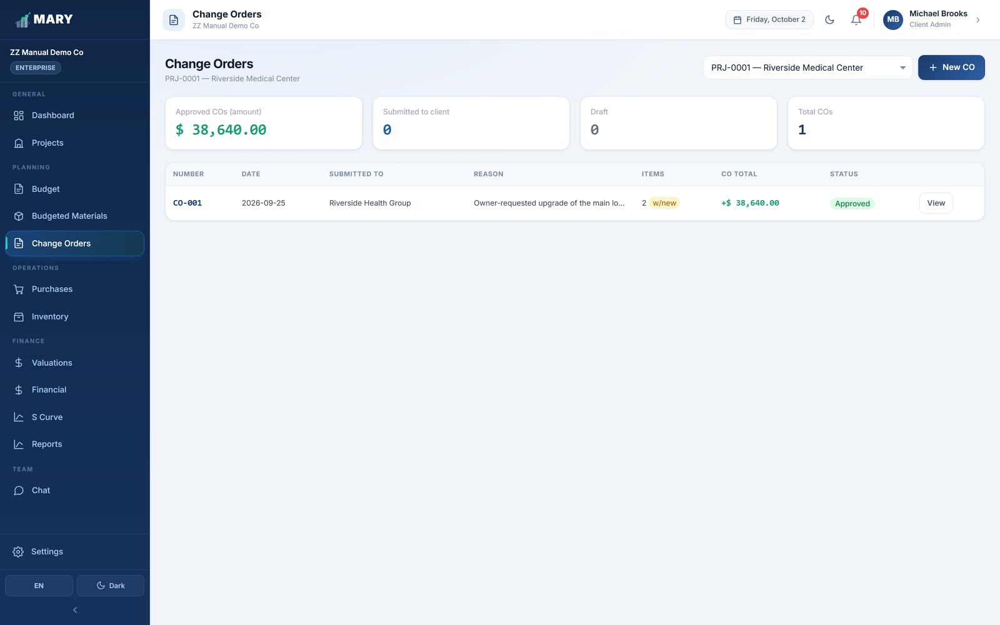 MARY
ZZ Manual Demo Co
ENTERPRISE
GENERAL
Dashboard
Projects
PLANNING
Budget
Budgeted Materials
Change Orders
OPERATIONS
Purchases
Inventory
FINANCE
Valuations
Financial
S Curve
Reports
TEAM
Chat
Settings
EN
Dark
Change Orders
ZZ Manual Demo Co
Friday, October 2
10
MB
Michael Brooks
Client Admin
Change Orders
PRJ-0001 — Riverside Medical Center
PRJ-0001 — Riverside Medical Center
New CO
Approved COs (amount)
$ 38,640.00
Submitted to client
0
Draft
0
Total COs
1
NUMBER DATE SUBMITTED TO REASON ITEMS CO TOTAL STATUS
CO-001 2026-09-25 Riverside Health Group Owner-requested upgrade of the main lo... 2 w/new +$ 38,640.00 Approved View